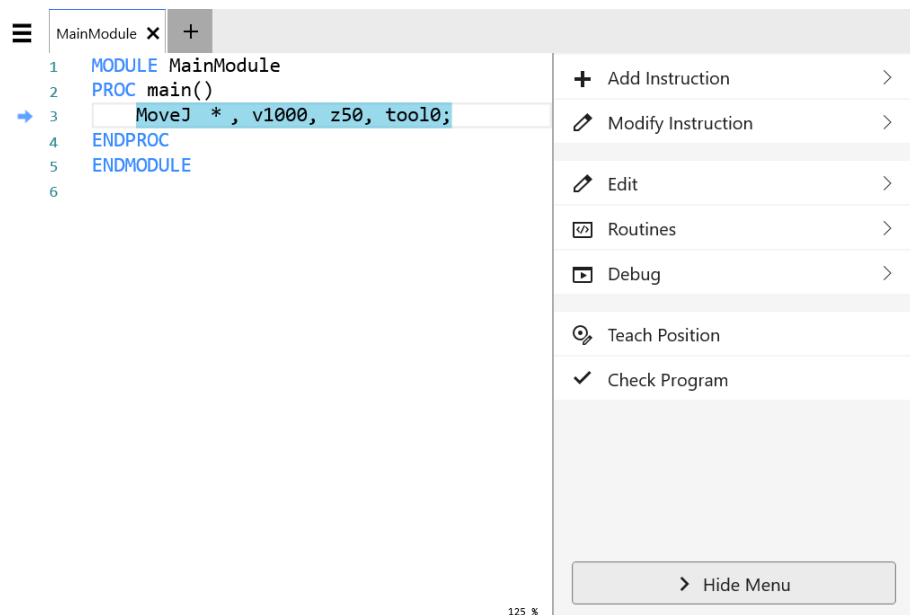 MainModule
1 MODULE MainModule
2 PROC main()
3 MoveJ * , v1000, z50, tool0;
4 ENDPROC
5 ENDMODULE
6
125 %
Add Instruction
Modify Instruction
Edit
Routines
Debug
Teach Position
Check Program
Hide Menu